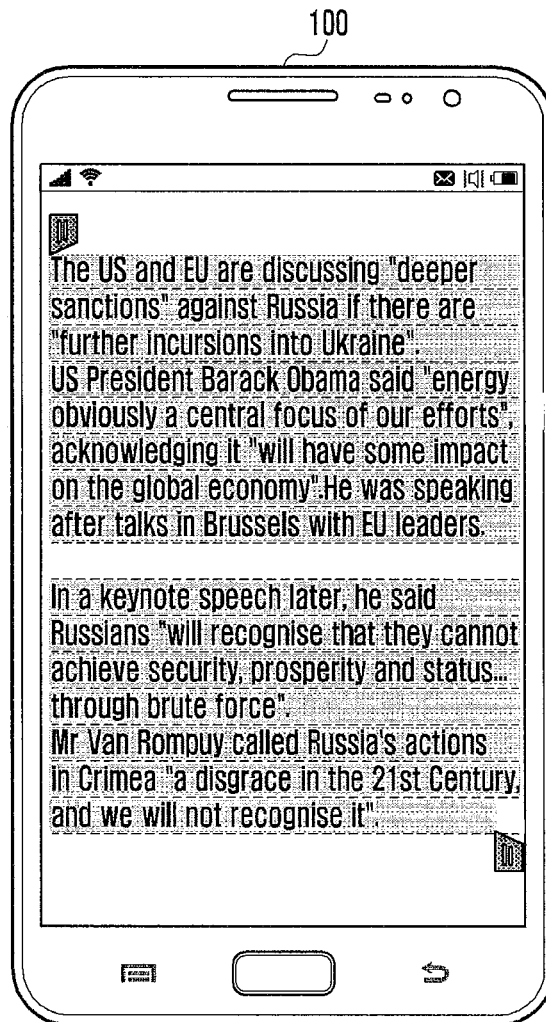 100
The US and EU are discussing "deeper
sanctions" against Russia if there are
"further incursions into Ukraine".
US President Barack Obama said "energy
obviously a central focus of our efforts",
acknowledging it "will have some impact
on the global economy".He was speaking
after talks in Brussels with EU leaders.
In a keynote speech later, he said
Russians "will recognise that they cannot
achieve security, prosperity and status...
through brute force".
Mr Van Rompuy called Russia's actions
in Crimea "a disgrace in the 21st Century,
and we will not recognise it".